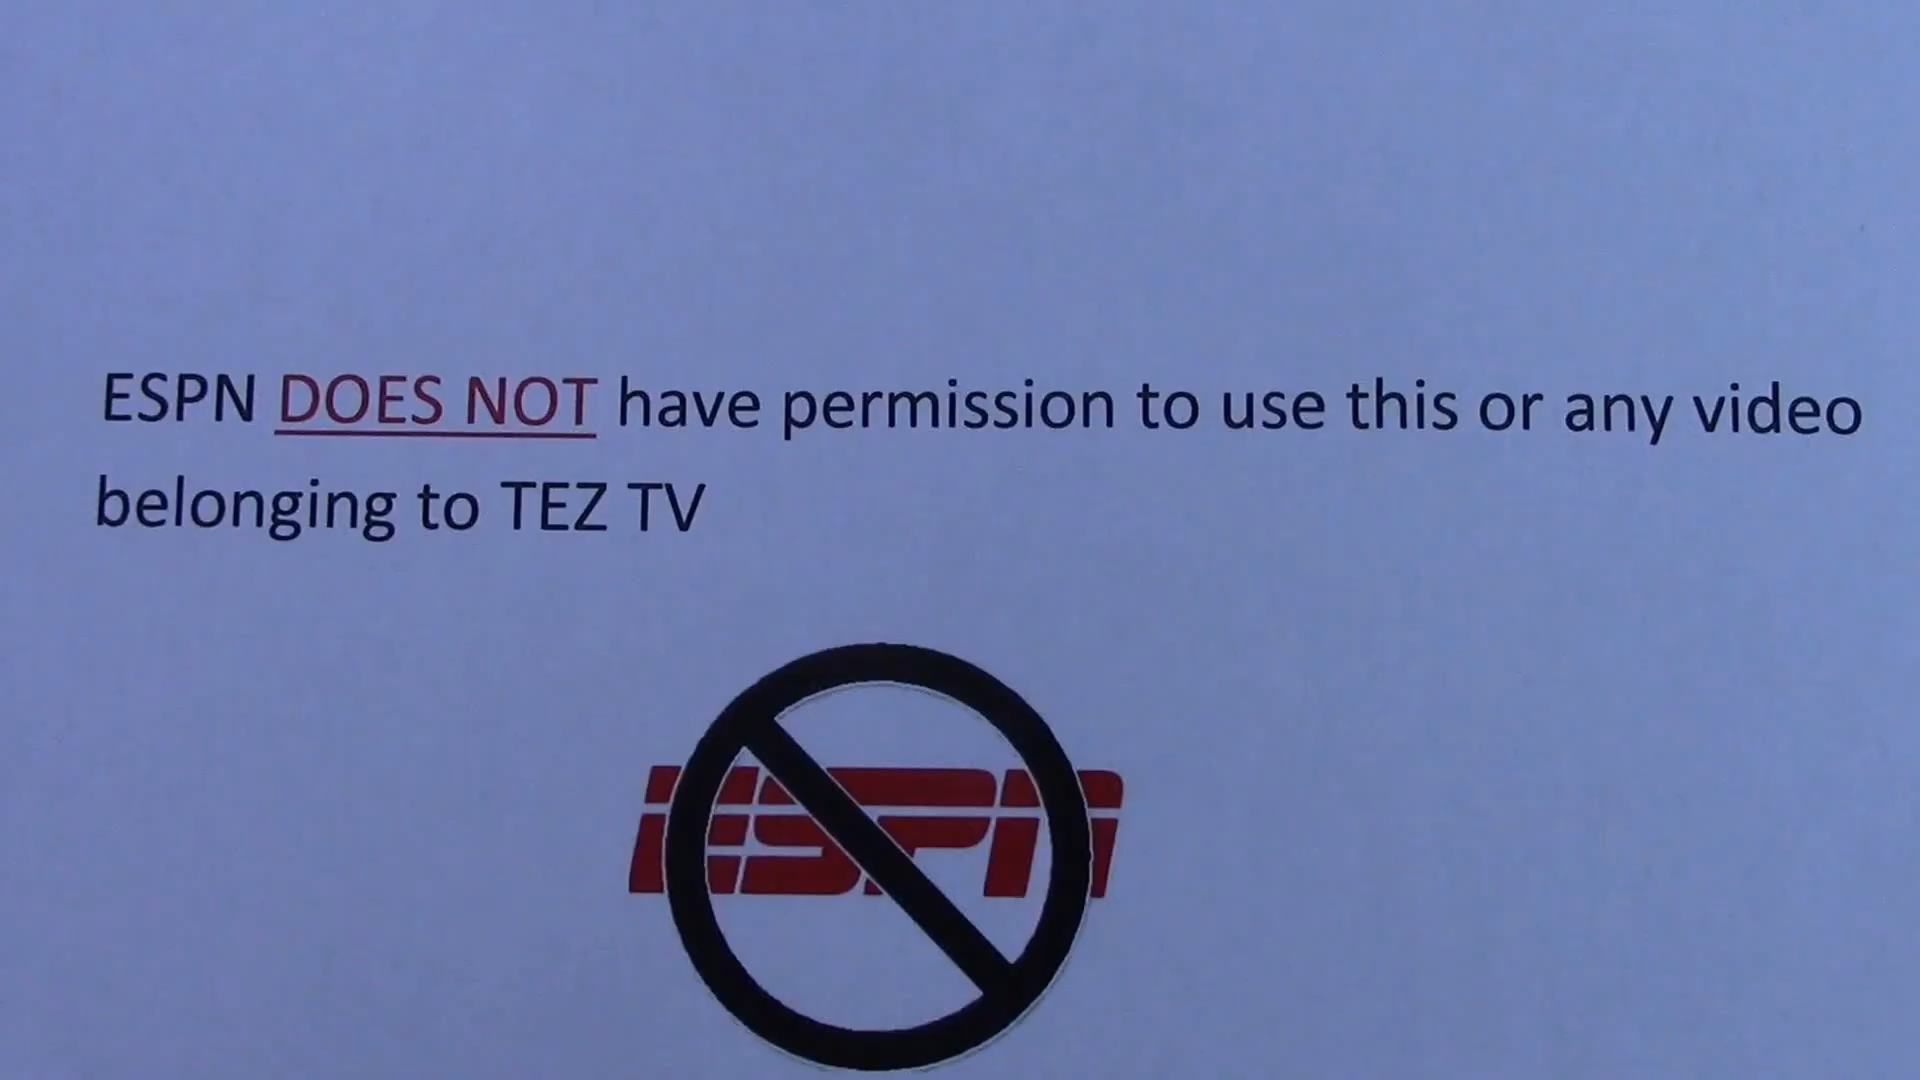 ESPN DOES NOT have permission to use this or any video
belonging to TEZ TV
ESPN